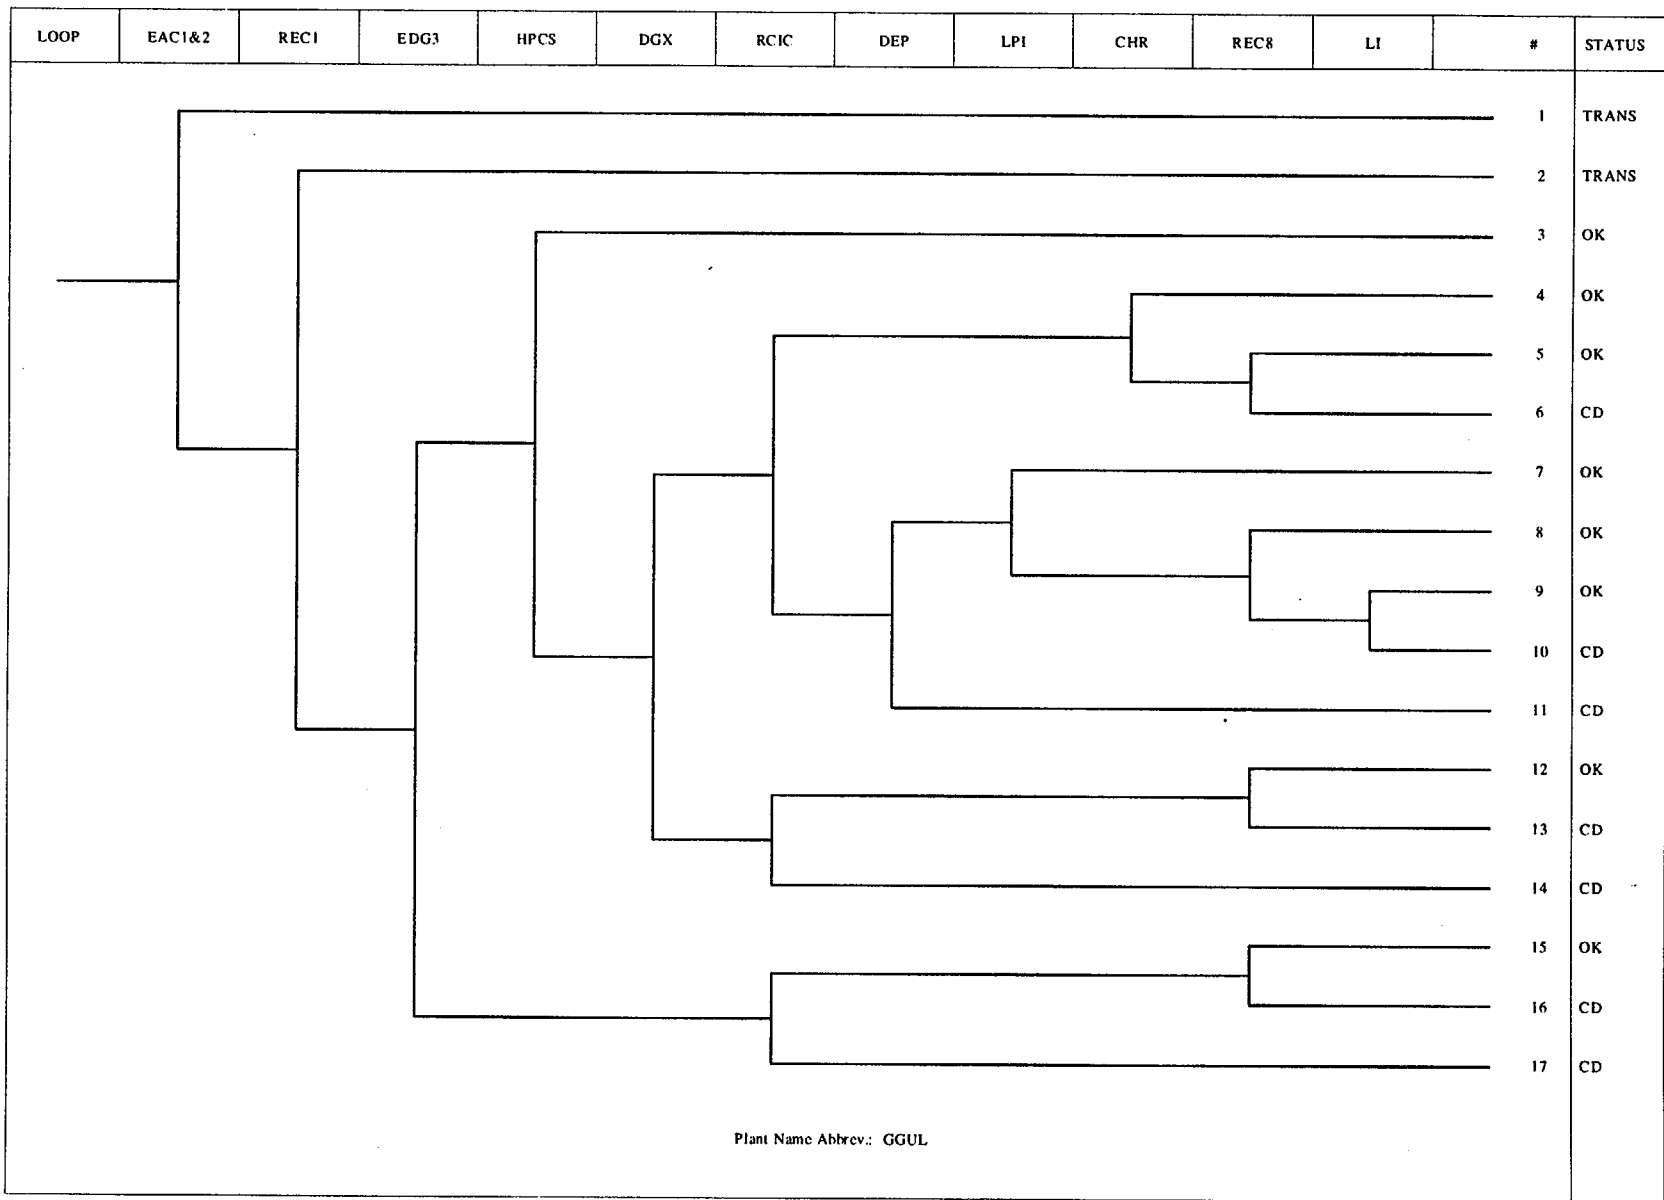 LOOP EAC1&2 REC1 EDG3 HPCS DGX RCIC DEP LPI CHR REC8 LI # STATUS
1 TRANS
2 TRANS
3 OK
4 OK
5 OK
6 CD
7 OK
8 OK
9 OK
10 CD
11 CD
12 OK
13 CD
14 CD
15 OK
16 CD
17 CD
Plant Name Abbrev.: GGUL